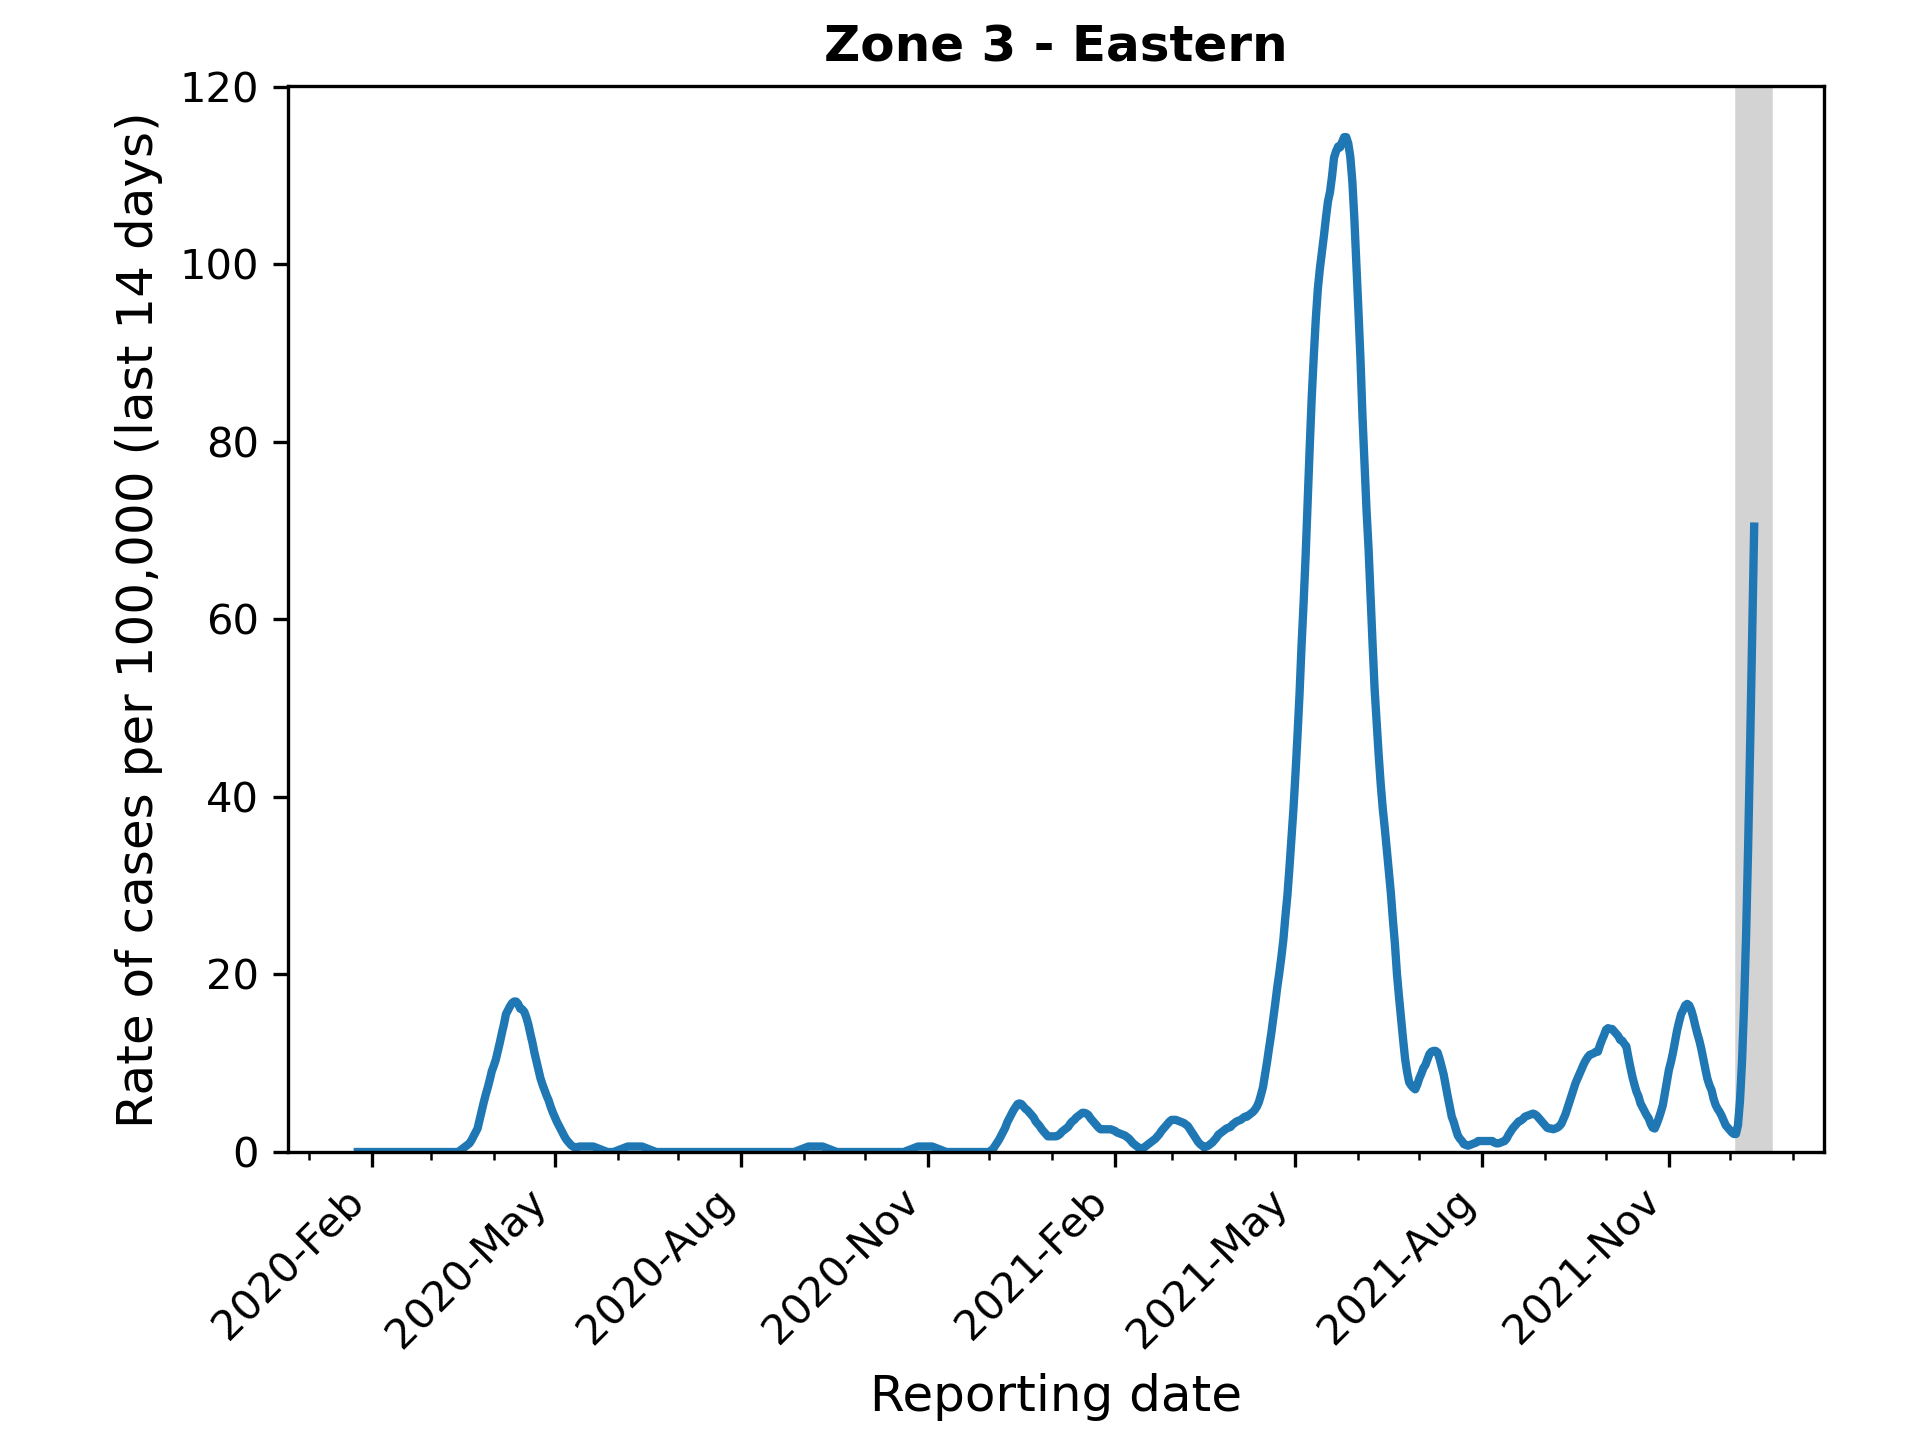 Zone 3 - Eastern
Rate of cases per 100,000 (last 14 days)
120
100
80
60
40
20
0
2020-Feb
2020-May
2020-Aug
2020-Nov
2021-Feb
2021-May
2021-Aug
2021-Nov
Reporting date